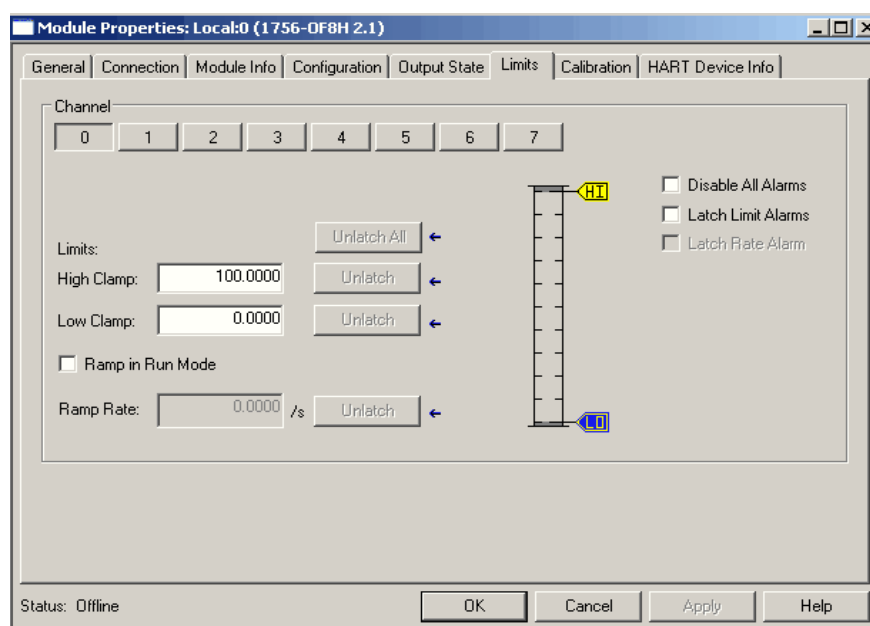 Module Properties: Local:0 (1756-OF8H 2.1)
General Connection Module Info Configuration Output State Limits Calibration HART Device Info
Channel
0 1 2 3 4 5 6 7
HI
Disable All Alarms
Latch Limit Alarms
Latch Rate Alarm
Unlatch All
Limits:
High Clamp: 100.0000 Unlatch
Low Clamp: 0.0000 Unlatch
Ramp in Run Mode
Ramp Rate: 0.0000 /s Unlatch
LO
Status: Offline OK Cancel Apply Help